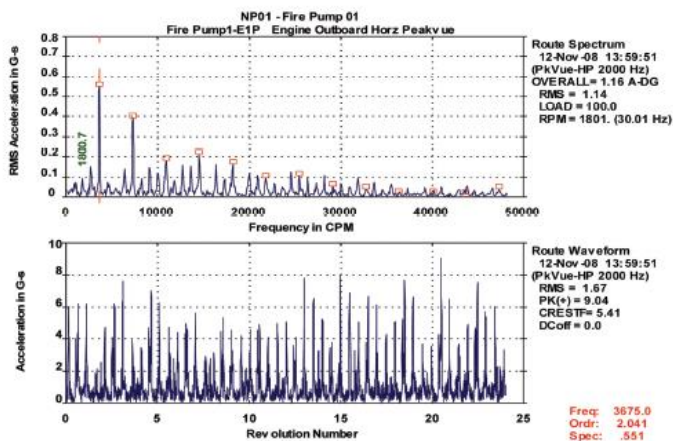 NP01 - Fire Pump 01
Fire Pump1-E1P Engine Outboard Horz Peakvue
RMS Acceleration in G-s
0.8
0.7
0.6
0.5
0.4
0.3
0.2
0.1
0
1800.7
0 10000 20000 30000 40000 50000
Frequency in CPM
Route Spectrum
12-Nov-08 13:59:51
(PkVue-HP 2000 Hz)
OVERALL= 1.16 A-DG
RMS = 1.14
LOAD = 100.0
RPM = 1801. (30.01 Hz)
Acceleration in G-s
10
8
6
4
2
0
0 5 10 15 20 25
Revolution Number
Route Waveform
12-Nov-08 13:59:51
(PkVue-HP 2000 Hz)
RMS = 1.67
PK(+) = 9.04
CRESTF= 5.41
DCoff = 0.0
Freq: 3675.0
Ordr: 2.041
Spec: .551